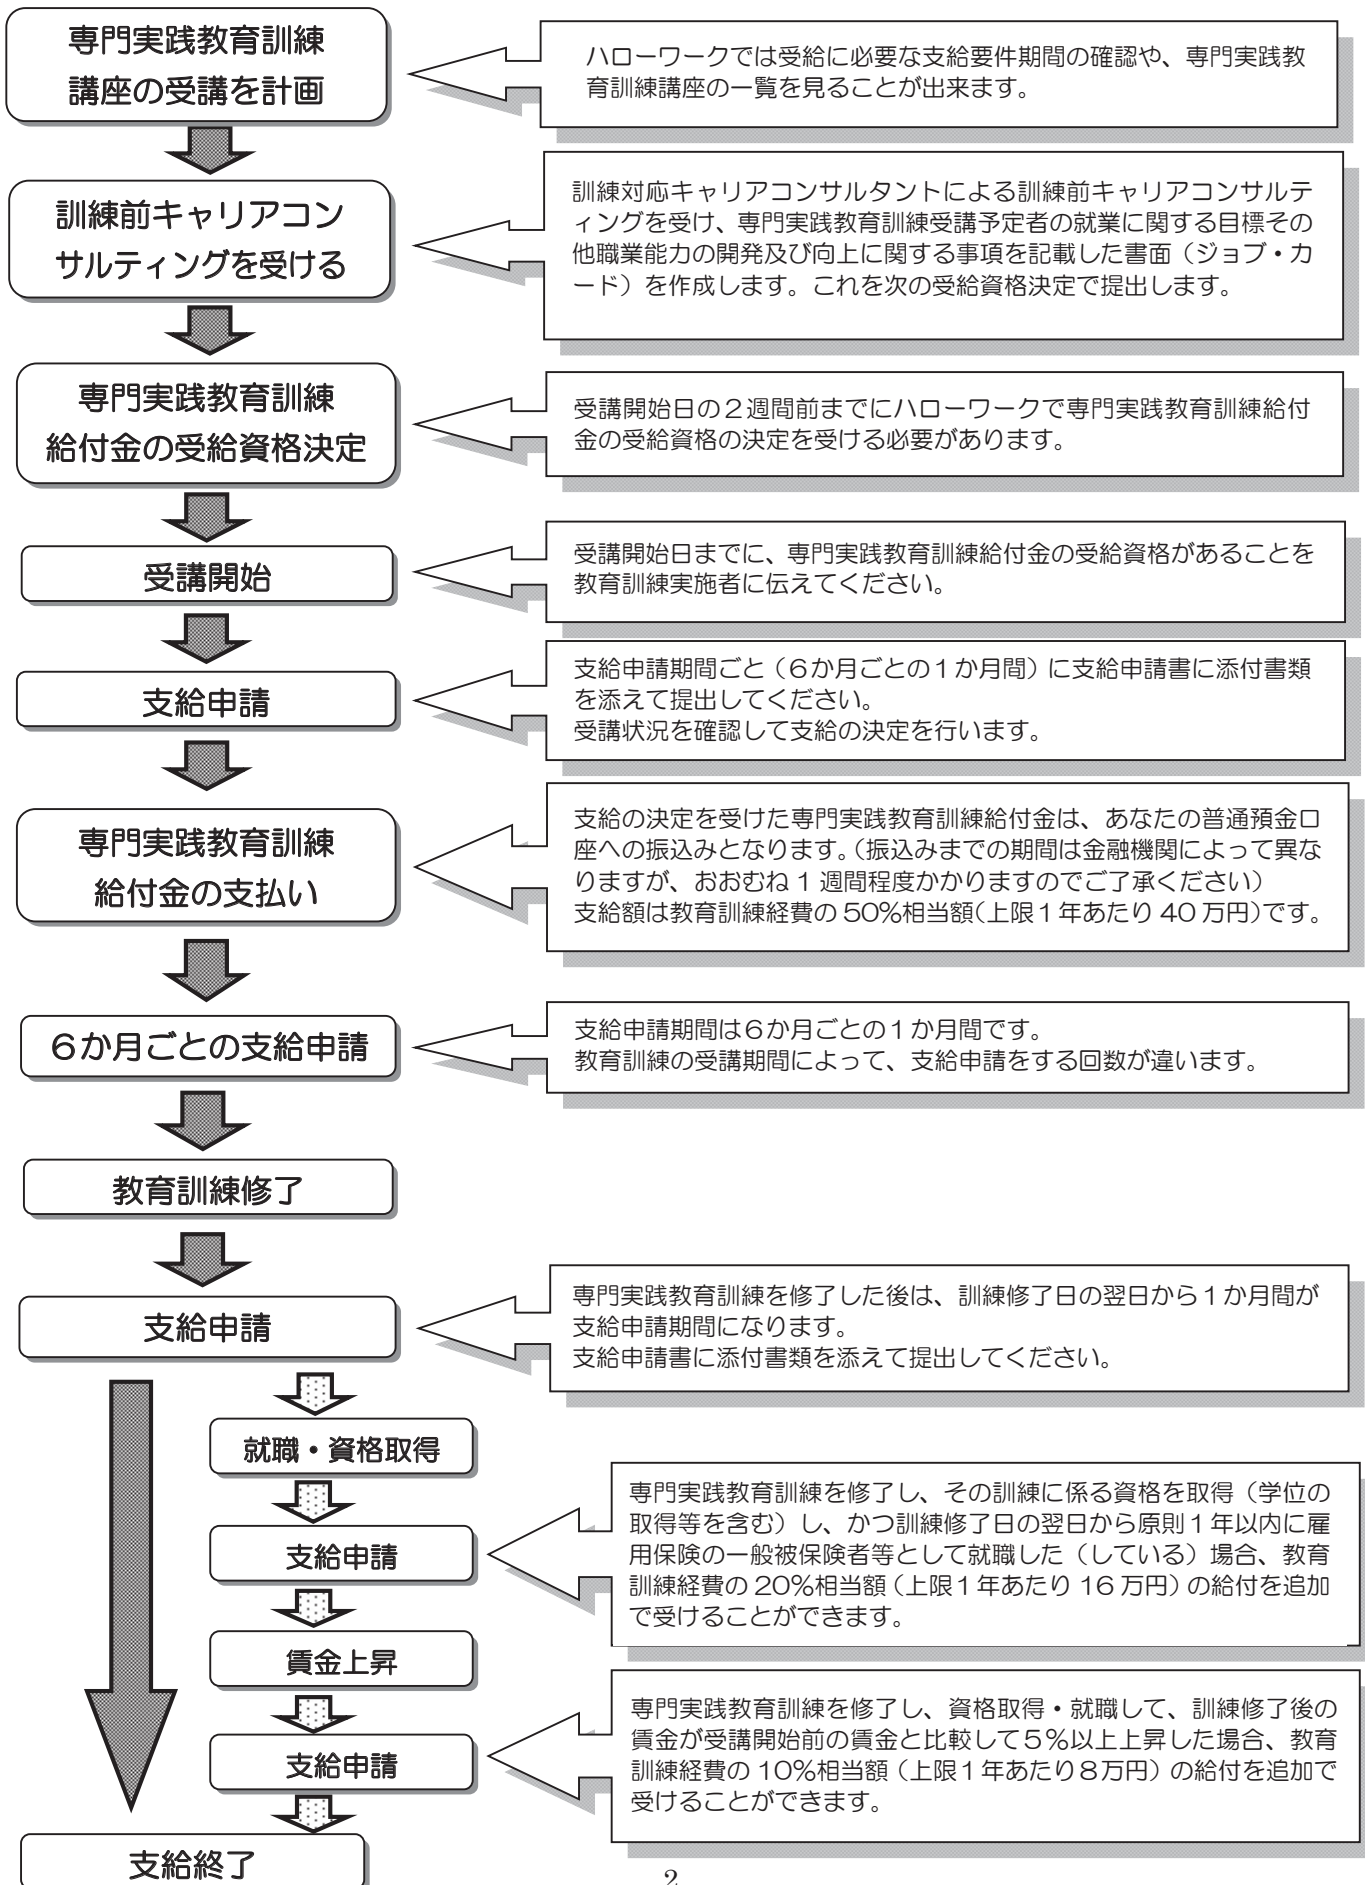 専門実践教育訓練
講座の受講を計画
ハローワークでは受給に必要な支給要件期間の確認や、専門実践教
育訓練講座の一覧を見ることが出来ます。
訓練前キャリアコン
サルティングを受ける
訓練対応キャリアコンサルタントによる訓練前キャリアコンサルテ
ィングを受け、専門実践教育訓練受講予定者の就業に関する目標その
他職業能力の開発及び向上に関する事項を記載した書面（ジョブ・カ
ード）を作成します。これを次の受給資格決定で提出します。
専門実践教育訓練
給付金の受給資格決定
受講開始日の２週間前までにハローワークで専門実践教育訓練給付
金の受給資格の決定を受ける必要があります。
受講開始
受講開始日までに、専門実践教育訓練給付金の受給資格があることを
教育訓練実施者に伝えてください。
支給申請
支給申請期間ごと（６か月ごとの１か月間）に支給申請書に添付書類
を添えて提出してください。
受講状況を確認して支給の決定を行います。
専門実践教育訓練
給付金の支払い
支給の決定を受けた専門実践教育訓練給付金は、あなたの普通預金口
座への振込みとなります。（振込みまでの期間は金融機関によって異な
りますが、おおむね 1 週間程度かかりますのでご了承ください）
支給額は教育訓練経費の 50％相当額（上限１年あたり 40 万円）です。
６か月ごとの支給申請
支給申請期間は６か月ごとの１か月間です。
教育訓練の受講期間によって、支給申請をする回数が違います。
教育訓練修了
支給申請
専門実践教育訓練を修了した後は、訓練修了日の翌日から１か月間が
支給申請期間になります。
支給申請書に添付書類を添えて提出してください。
就職・資格取得
支給申請
専門実践教育訓練を修了し、その訓練に係る資格を取得（学位の
取得等を含む）し、かつ訓練修了日の翌日から原則１年以内に雇
用保険の一般被保険者等として就職した（している）場合、教育
訓練経費の 20％相当額（上限１年あたり 16 万円）の給付を追加
で受けることができます。
賃金上昇
支給申請
専門実践教育訓練を修了し、資格取得・就職して、訓練修了後の
賃金が受講開始前の賃金と比較して５％以上上昇した場合、教育
訓練経費の 10％相当額（上限１年あたり８万円）の給付を追加で
受けることができます。
支給終了
2